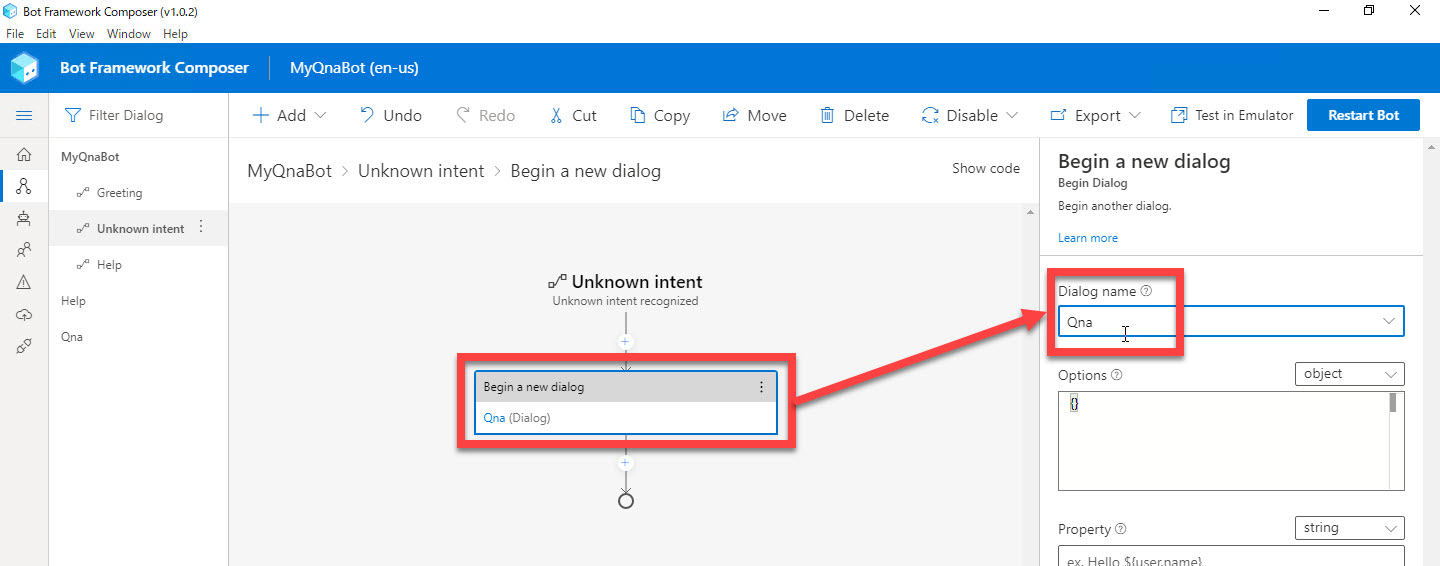 Bot Framework Composer (v1.0.2)
File Edit View Window Help
Bot Framework Composer MyQnaBot (en-us)
Filter Dialog
Add Undo Redo Cut Copy Move Delete Disable Export Test in Emulator Restart Bot
MyQnaBot
Greeting
Unknown intent
Help
Help
Qna
MyQnaBot > Unknown intent > Begin a new dialog
Show code
Unknown intent
Unknown intent recognized
Begin a new dialog
Qna (Dialog)
Begin a new dialog
Begin Dialog
Begin another dialog.
Learn more
Dialog name
Qna
Options object
{}
Property string
ex. Hello ${user.name}